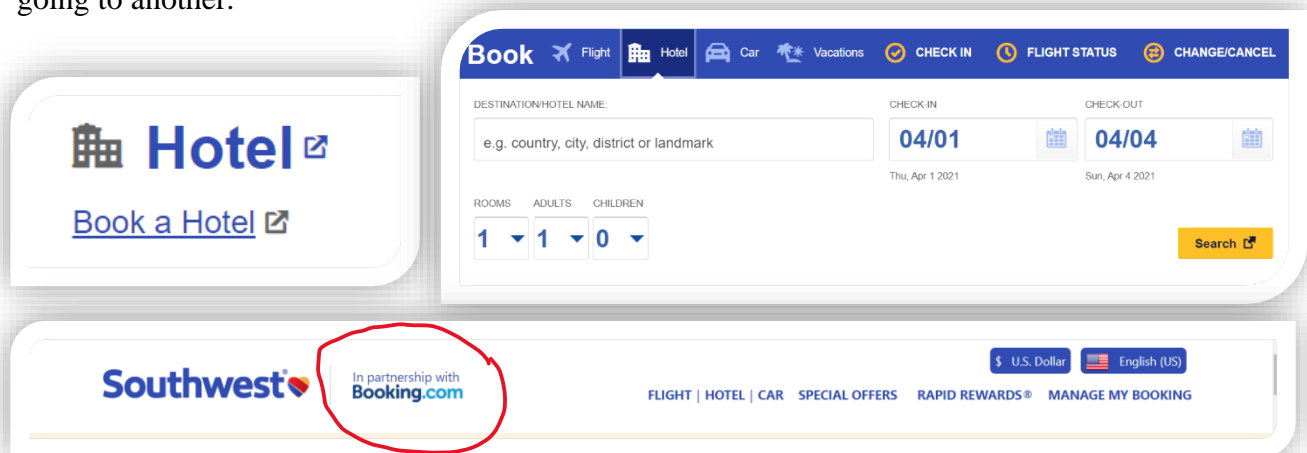 going to another.
Hotel
Book a Hotel
Book Flight Hotel Car Vacations CHECK IN FLIGHT STATUS CHANGE/CANCEL
DESTINATION/HOTEL NAME: CHECK-IN CHECK-OUT
e.g. country, city, district or landmark 04/01 04/04
Thu, Apr 1 2021 Sun, Apr 4 2021
ROOMS ADULTS CHILDREN
1 1 0
Search
$ U.S. Dollar English (US)
Southwest In partnership with
Booking.com
FLIGHT | HOTEL | CAR SPECIAL OFFERS RAPID REWARDS® MANAGE MY BOOKING